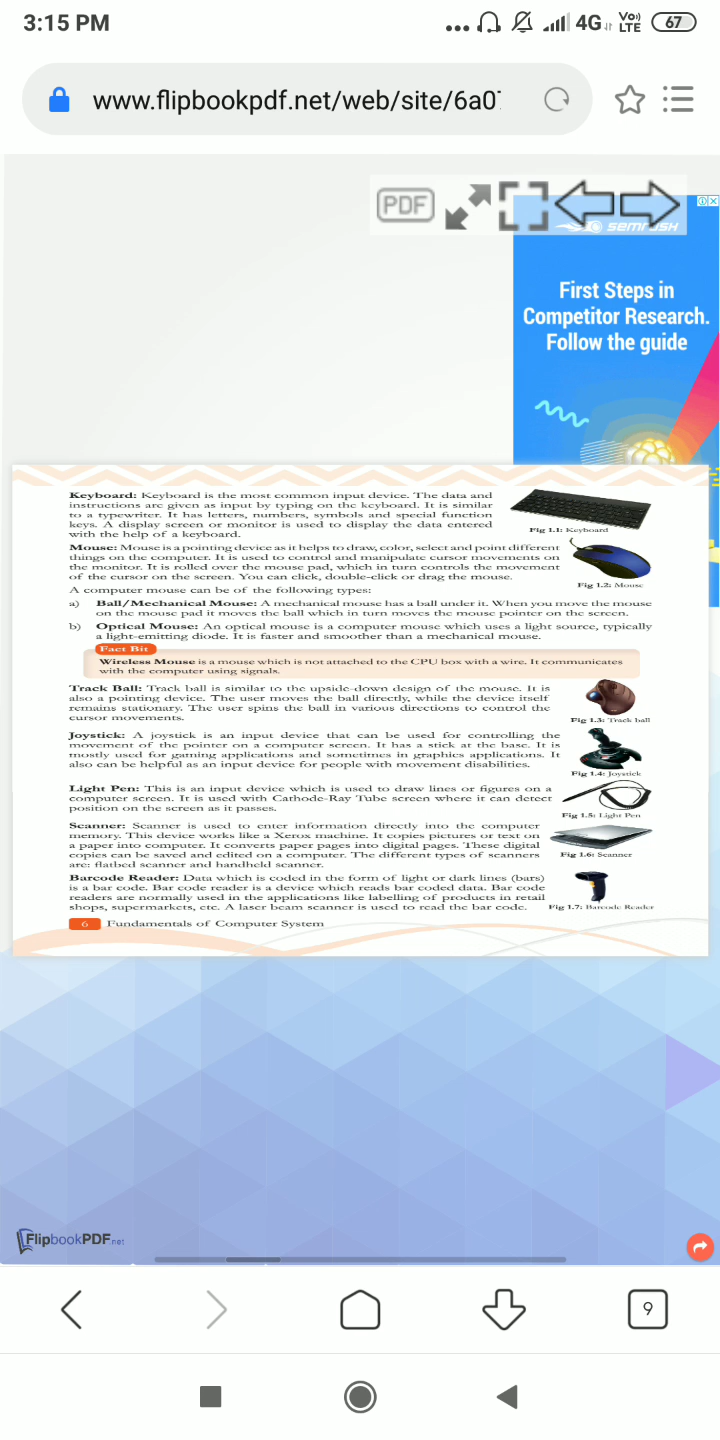 3:15 PM
4G
Vo))
LTE
67
www.flipbookpdf.net/web/site/6a0
PDF
SEMRUSH
First Steps in
Competitor Research.
Follow the guide
Keyboard: Keyboard is the most common input device. The data and
instructions are given as input by typing on the keyboard. It is similar
to a typewriter. It has letters, numbers, symbols and special function
keys. A display screen or monitor is used to display the data entered
with the help of a keyboard.
Fig 1.1: Keyboard
Mouse: Mouse is a pointing device as it helps to draw, color, select and point different
things on the computer. It is used to control and manipulate cursor movements on
the monitor. It is rolled over the mouse pad, which in turn controls the movement
of the cursor on the screen. You can click, double-click or drag the mouse.
Fig 1.2: Mouse
A computer mouse can be of the following types:
a) Ball/Mechanical Mouse: A mechanical mouse has a ball under it. When you move the mouse
on the mouse pad it moves the ball which in turn moves the mouse pointer on the screen.
b) Optical Mouse: An optical mouse is a computer mouse which uses a light source, typically
a light-emitting diode. It is faster and smoother than a mechanical mouse.
Fact Bit
Wireless Mouse is a mouse which is not attached to the CPU box with a wire. It communicates
with the computer using signals.
Track Ball: Track ball is similar to the upside-down design of the mouse. It is
also a pointing device. The user moves the ball directly, while the device itself
remains stationary. The user spins the ball in various directions to control the
cursor movements.
Fig 1.3: Track ball
Joystick: A joystick is an input device that can be used for controlling the
movement of the pointer on a computer screen. It has a stick at the base. It is
mostly used for gaming applications and sometimes in graphics applications. It
also can be helpful as an input device for people with movement disabilities.
Fig 1.4: Joystick
Light Pen: This is an input device which is used to draw lines or figures on a
computer screen. It is used with Cathode-Ray Tube screen where it can detect
position on the screen as it passes.
Fig 1.5: Light Pen
Scanner: Scanner is used to enter information directly into the computer
memory. This device works like a Xerox machine. It copies pictures or text on
a paper into computer. It converts paper pages into digital pages. These digital
copies can be saved and edited on a computer. The different types of scanners
are: flatbed scanner and handheld scanner.
Fig 1.6: Scanner
Barcode Reader: Data which is coded in the form of light or dark lines (bars)
is a bar code. Bar code reader is a device which reads bar coded data. Bar code
readers are normally used in the applications like labelling of products in retail
shops, supermarkets, etc. A laser beam scanner is used to read the bar code.
Fig 1.7: Barcode Reader
6 Fundamentals of Computer System
FlipbookPDF.net
9